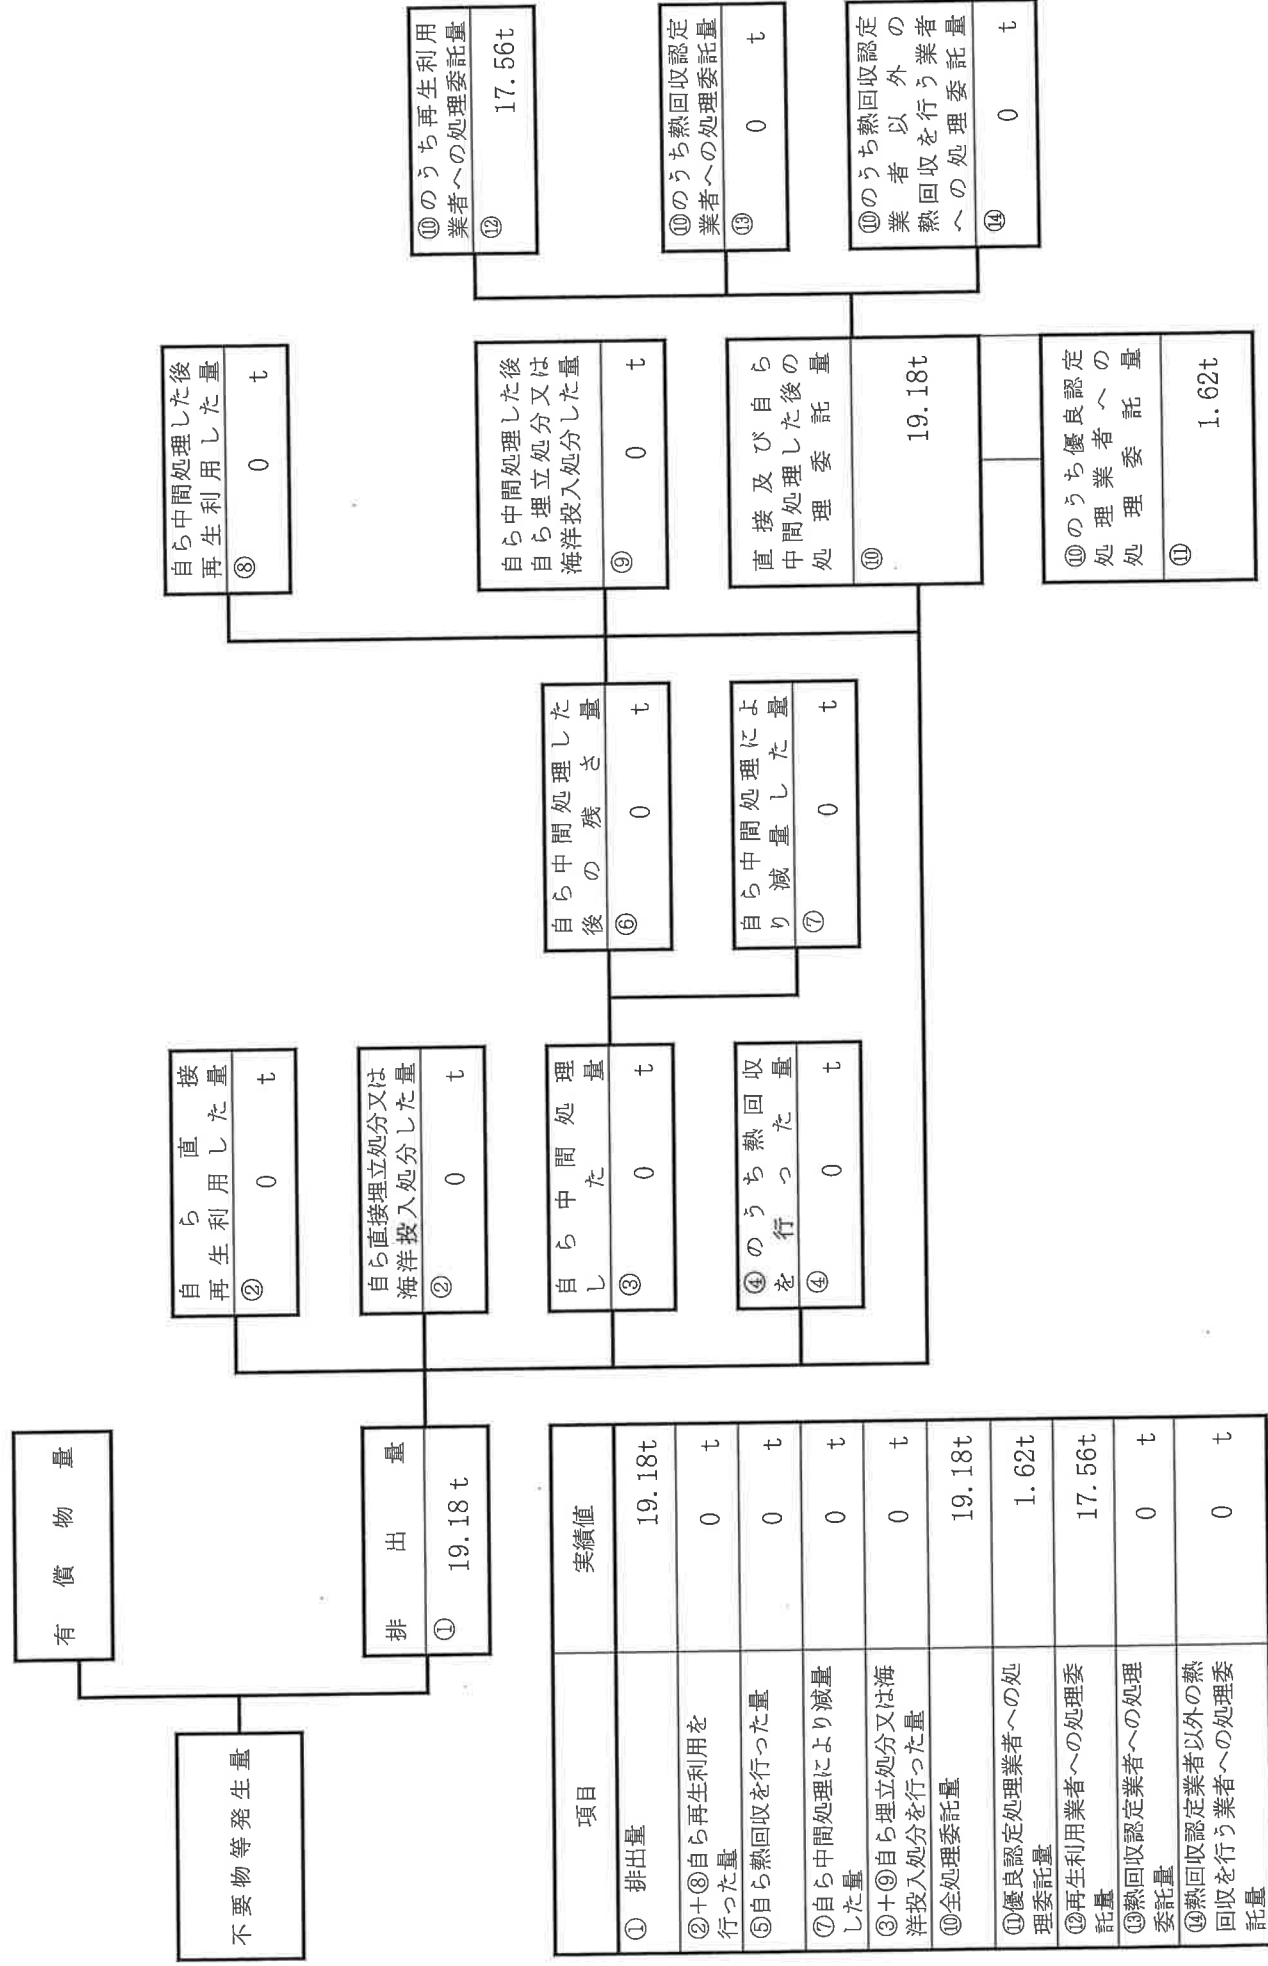 有償物量
不要物等発生量
排出量
① 19.18 t
自ら直接
再生利用した量
② 0 t
自ら直接埋立処分又は
海洋投入処分した量
② 0 t
自ら中間処理
した量
③ 0 t
④のうち熱回収
を行った量
④ 0 t
自ら中間処理した
後の残さ量
⑥ 0 t
自ら中間処理によ
り減量した量
⑦ 0 t
自ら中間処理した後
再生利用した量
⑧ 0 t
自ら中間処理した後
自ら埋立処分又は
海洋投入処分した量
⑨ 0 t
直接及び自ら
中間処理した後の
処理委託量
⑩ 19.18t
⑩のうち優良認定
処理業者への
処理委託量
⑪ 1.62t
⑩のうち再生利用
業者への処理委託量
⑫ 17.56t
⑩のうち熱回収認定
業者への処理委託量
⑬ 0 t
⑩のうち熱回収認定
業者以外の
熱回収を行う業者
への処理委託量
⑭ 0 t
項目 実績値
① 排出量 19.18t
②+⑧自ら再生利用を
行った量 0 t
⑤自ら熱回収を行った量 0 t
⑦自ら中間処理により減量
した量 0 t
③+⑨自ら埋立処分又は海
洋投入処分を行った量 0 t
⑩全処理委託量 19.18t
⑪優良認定処理業者への処
理委託量 1.62t
⑫再生利用業者への処理委
託量 17.56t
⑬熱回収認定業者への処理
委託量 0 t
⑭熱回収認定業者以外の熱
回収を行う業者への処理委
託量 0 t